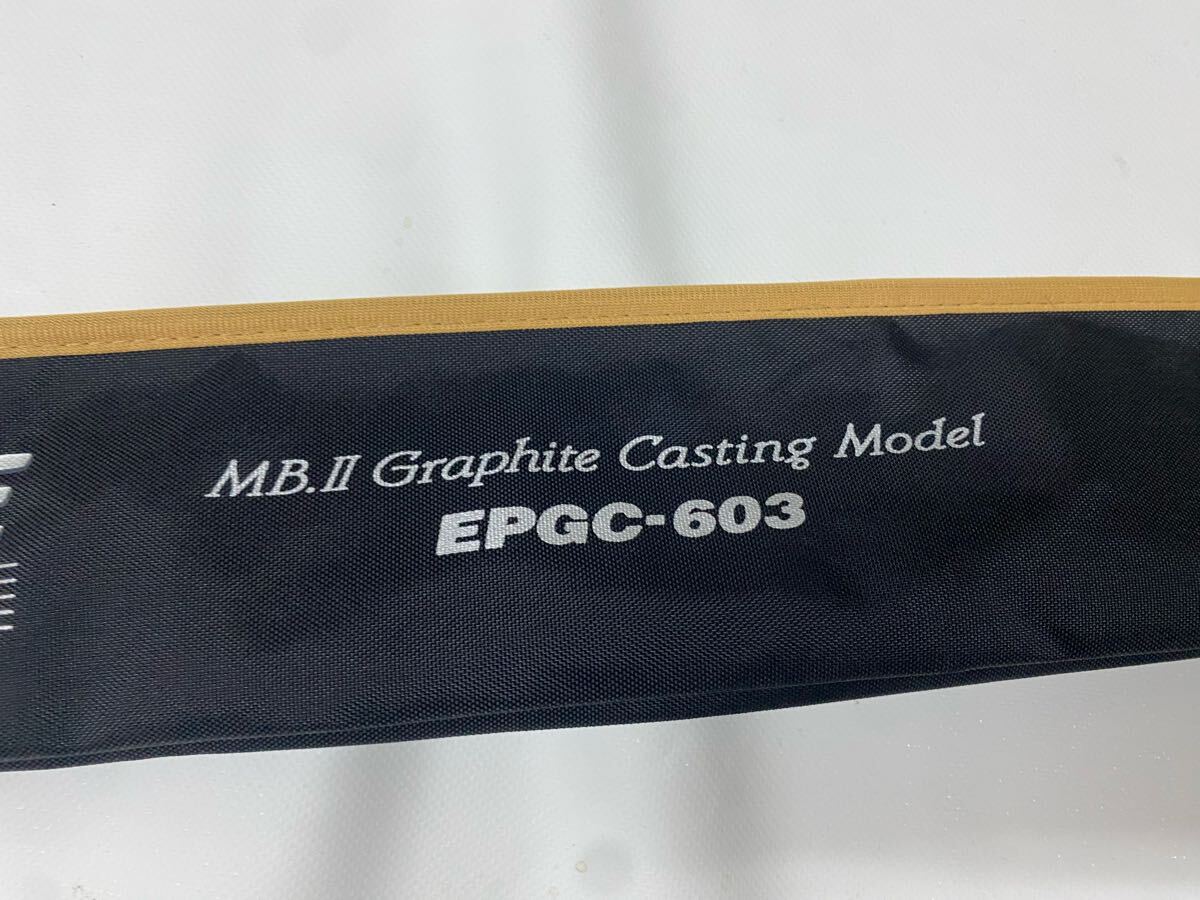 MB.II Graphite Casting Model
EPGC-603